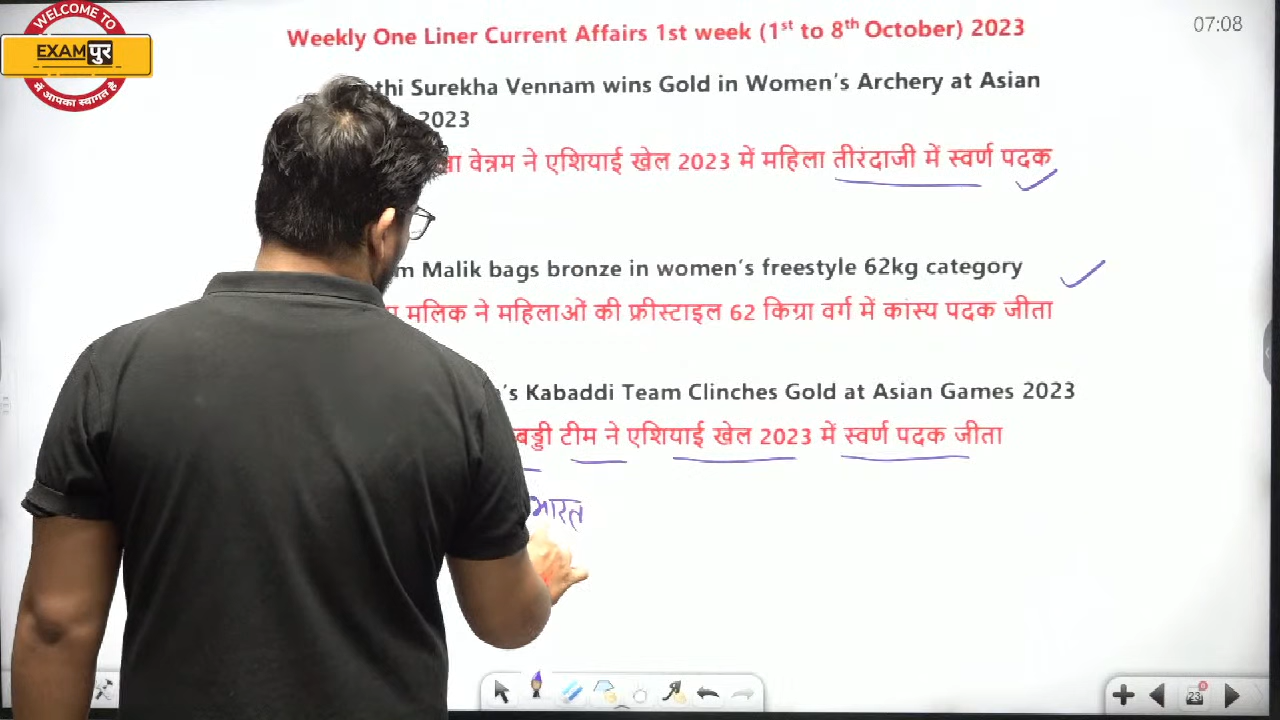 WELCOME TO
EXAMपुर
में आपका स्वागत है
Weekly One Liner Current Affairs 1st week (1st to 8th October) 2023
07:08
Surekha Vennam wins Gold in Women's Archery at Asian
2023
वेन्नम ने एशियाई खेल 2023 में महिला तीरंदाजी में स्वर्ण पदक
Malik bags bronze in women's freestyle 62kg category
मलिक ने महिलाओं की फ्रीस्टाइल 62 किग्रा वर्ग में कांस्य पदक जीता
's Kabaddi Team Clinches Gold at Asian Games 2023
बड्डी टीम ने एशियाई खेल 2023 में स्वर्ण पदक जीता
भारत
23